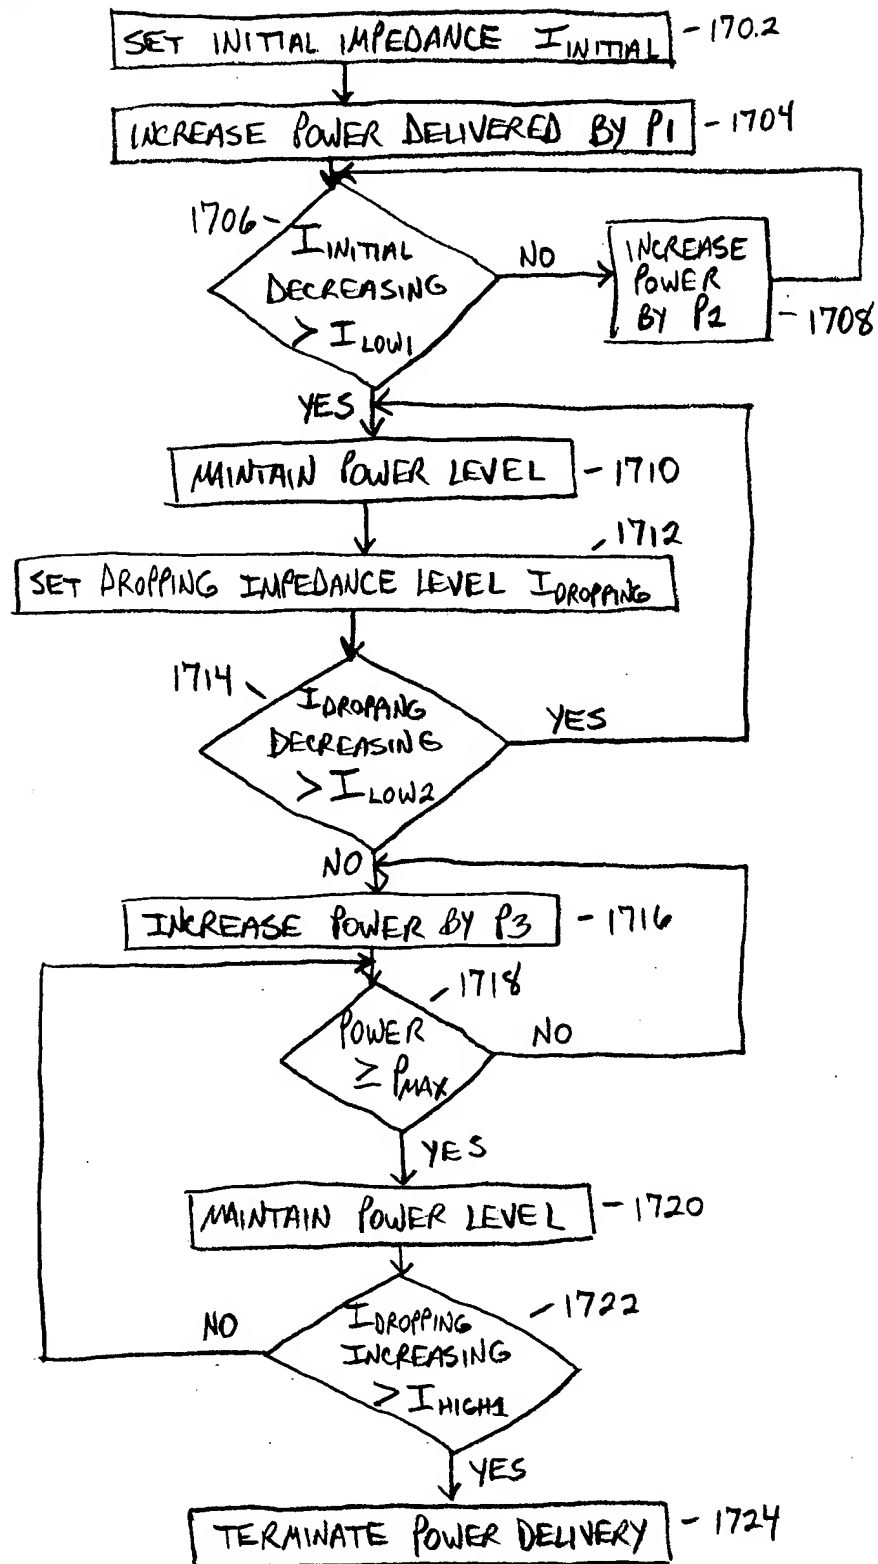 SET INITIAL IMPEDANCE I INITIAL - 1702
INCREASE POWER DELIVERED BY P1 - 1704
1706 -
I INITIAL
DECREASING
> I LOW1
NO
INCREASE
POWER
BY P2
- 1708
YES
MAINTAIN POWER LEVEL - 1710
1712
SET DROPPING IMPEDANCE LEVEL I DROPPING
1714
I DROPPING
DECREASING
> I LOW2
YES
NO
INCREASE POWER BY P3 - 1716
1718
POWER
≥ PMAX
NO
YES
MAINTAIN POWER LEVEL - 1720
1722
I DROPPING
INCREASING
> I HIGH1
NO
YES
TERMINATE POWER DELIVERY - 1724